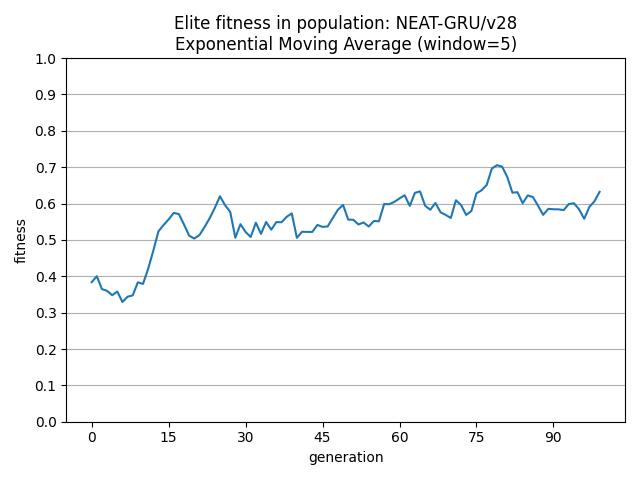 Elite fitness in population: NEAT-GRU/v28
Exponential Moving Average (window=5)
1.0
0.9
0.8
0.7
0.6
0.5
0.4
0.3
0.2
0.1
0.0
fitness
0 15 30 45 60 75 90
generation